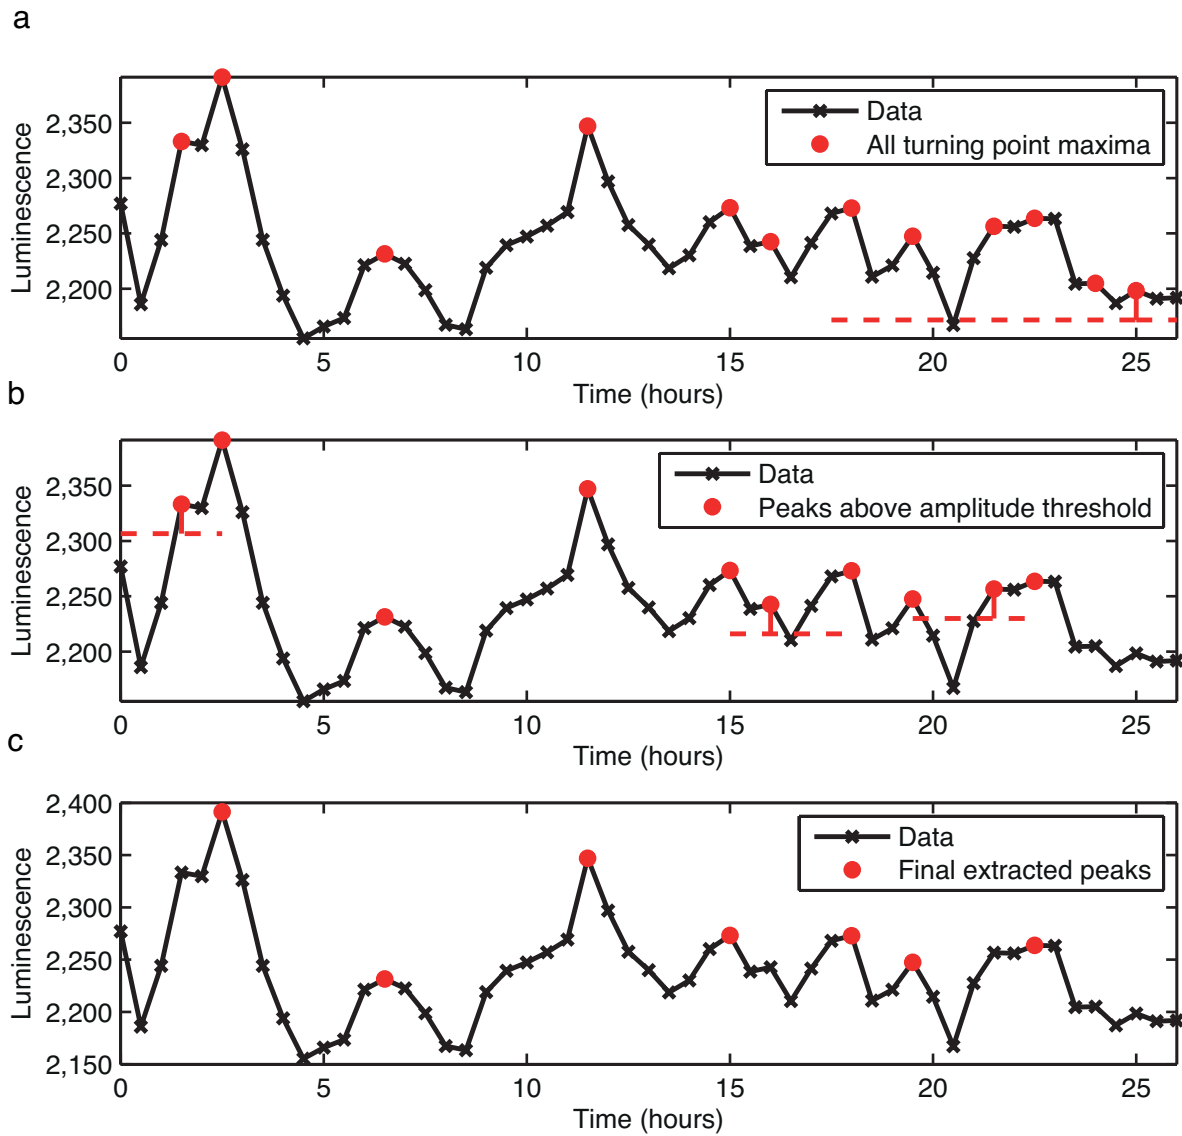 a
Luminescence
2,350
2,300
2,250
2,200
Data
All turning point maxima
0 5 10 15 20 25
Time (hours)
b
Luminescence
2,350
2,300
2,250
2,200
Data
Peaks above amplitude threshold
0 5 10 15 20 25
Time (hours)
c
Luminescence
2,400
2,350
2,300
2,250
2,200
2,150
Data
Final extracted peaks
0 5 10 15 20 25
Time (hours)